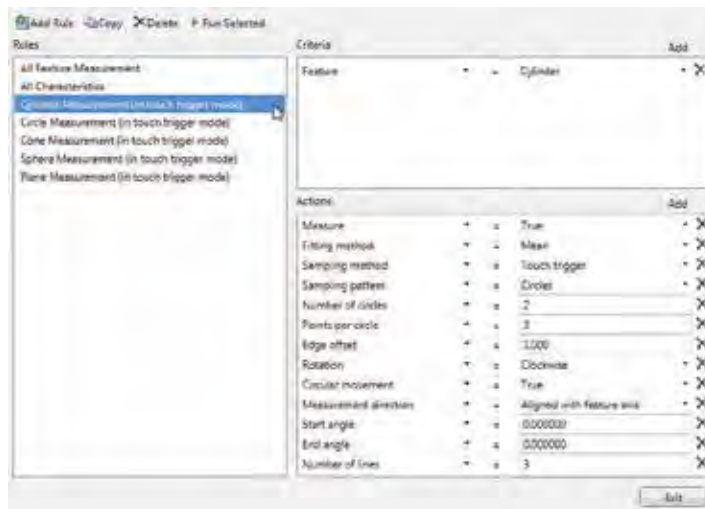 Add Rule Copy Delete Run Selected
Rules
All Feature Measurement
All Characteristics
Cylinder Measurement (in touch trigger mode)
Circle Measurement (in touch trigger mode)
Cone Measurement (in touch trigger mode)
Sphere Measurement (in touch trigger mode)
Plane Measurement (in touch trigger mode)
Criteria Add
Feature = Cylinder
Actions Add
Measure = True
Fitting method = Mean
Sampling method = Touch trigger
Sampling pattern = Circles
Number of circles = 2
Points per circle = 3
Edge offset = 1.000
Rotation = Clockwise
Circular movement = True
Measurement direction = Aligned with feature axis
Start angle = 0.000000
End angle = 0.000000
Number of lines = 3
Exit